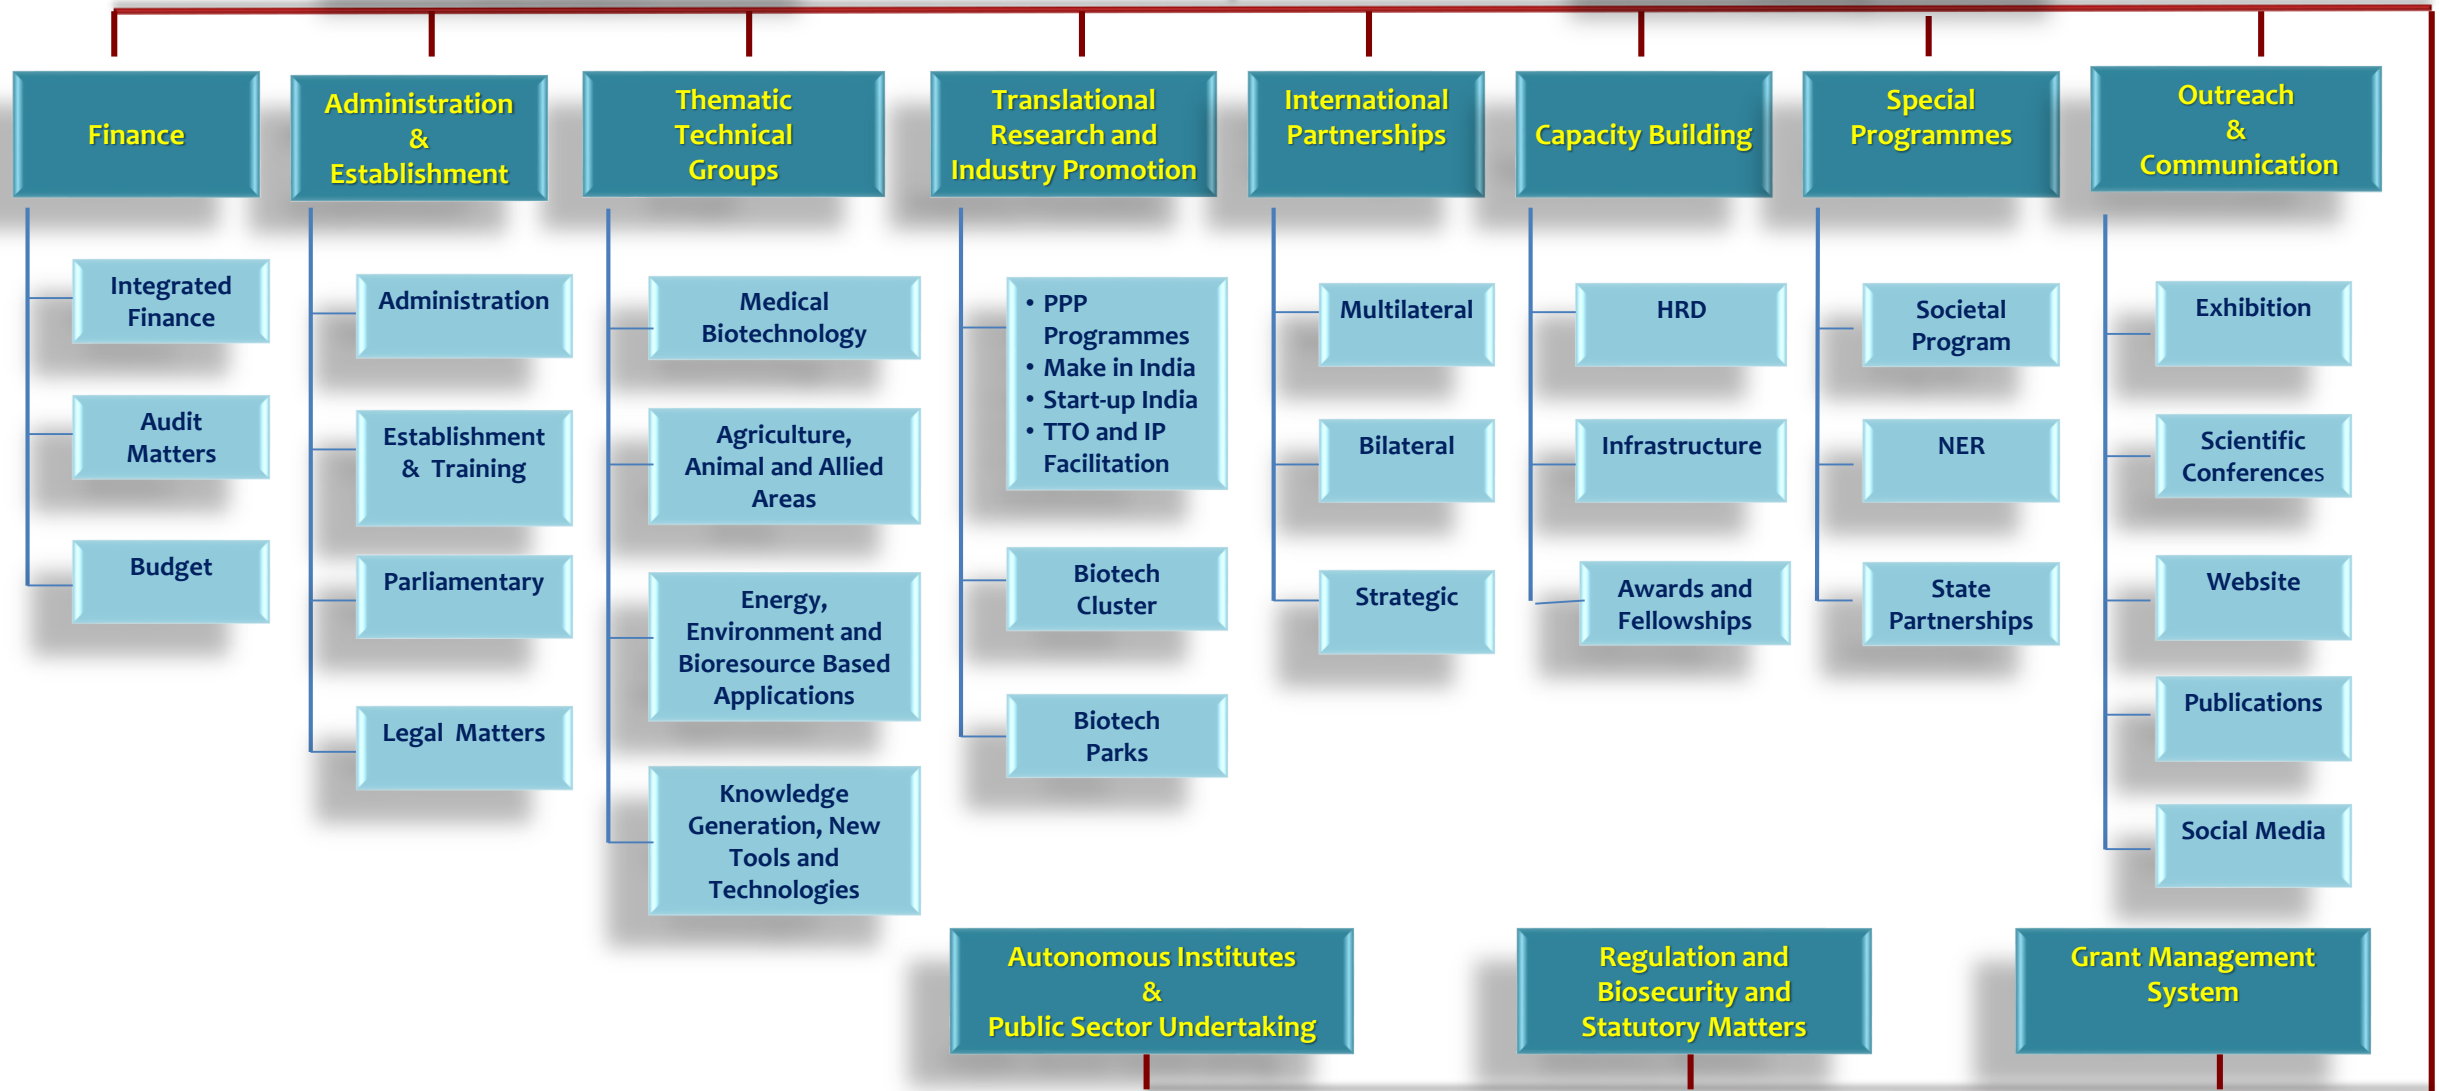 Finance
Administration
&
Establishment
Thematic
Technical
Groups
Translational
Research and
Industry Promotion
International
Partnerships
Capacity Building
Special
Programmes
Outreach
&
Communication
Integrated
Finance
Audit
Matters
Budget
Administration
Establishment
& Training
Parliamentary
Legal Matters
Medical
Biotechnology
Agriculture,
Animal and Allied
Areas
Energy,
Environment and
Bioresource Based
Applications
Knowledge
Generation, New
Tools and
Technologies
• PPP
Programmes
• Make in India
• Start-up India
• TTO and IP
Facilitation
Biotech
Cluster
Biotech
Parks
Multilateral
Bilateral
Strategic
HRD
Infrastructure
Awards and
Fellowships
Societal
Program
NER
State
Partnerships
Exhibition
Scientific
Conferences
Website
Publications
Social Media
Autonomous Institutes
&
Public Sector Undertaking
Regulation and
Biosecurity and
Statutory Matters
Grant Management
System